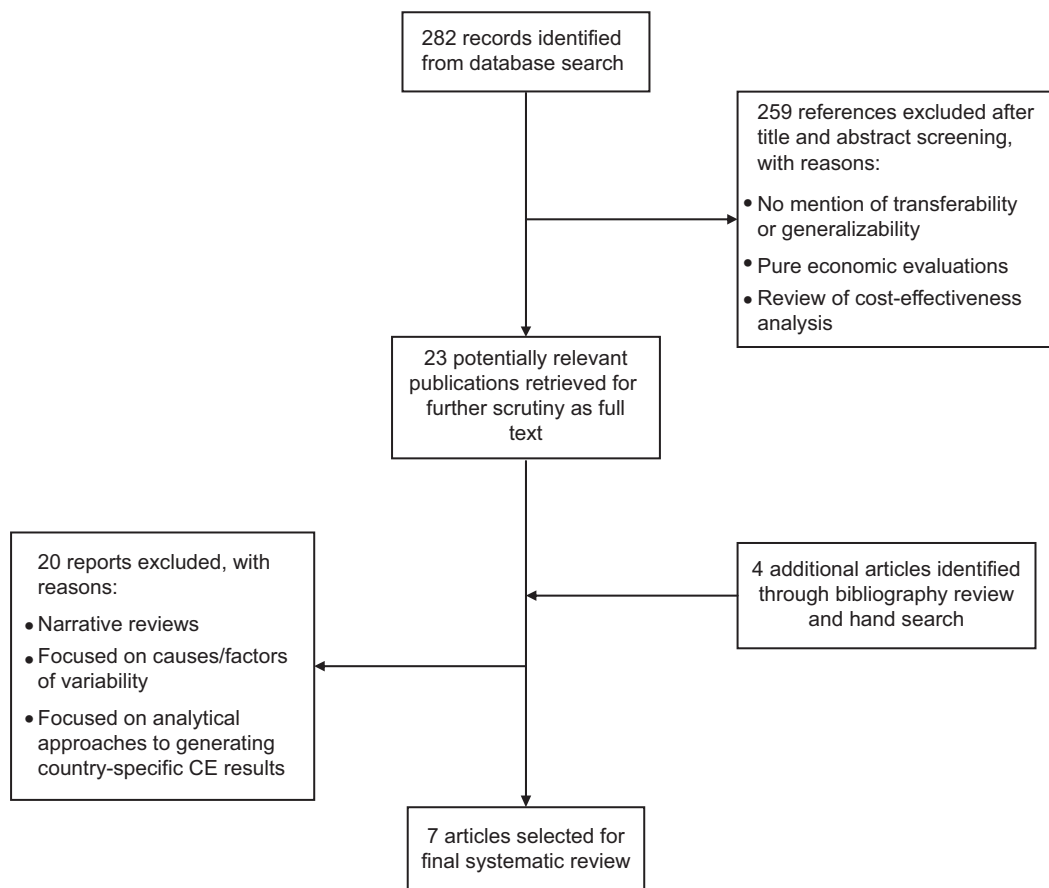 282 records identified
from database search
259 references excluded after
title and abstract screening,
with reasons:
• No mention of transferability
or generalizability
• Pure economic evaluations
• Review of cost-effectiveness
analysis
23 potentially relevant
publications retrieved for
further scrutiny as full
text
4 additional articles identified
through bibliography review
and hand search
20 reports excluded, with
reasons:
• Narrative reviews
• Focused on causes/factors
of variability
• Focused on analytical
approaches to generating
country-specific CE results
7 articles selected for
final systematic review